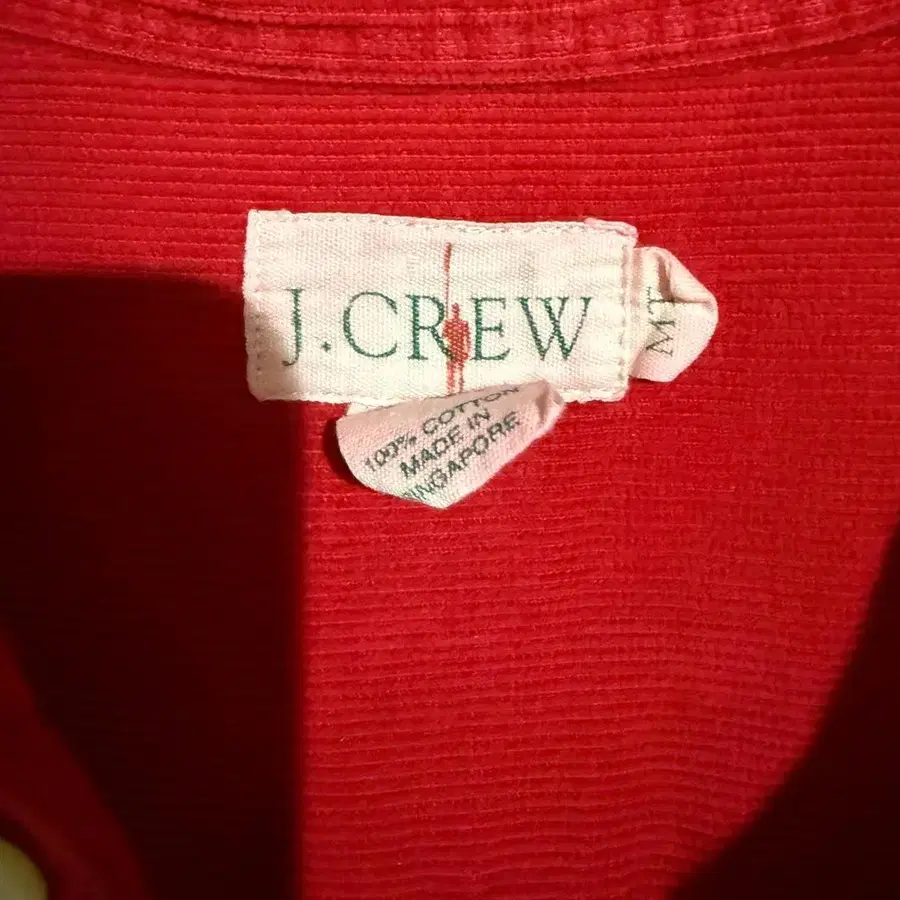 J.CREW
MT
100% COTTON
MADE IN
SINGAPORE